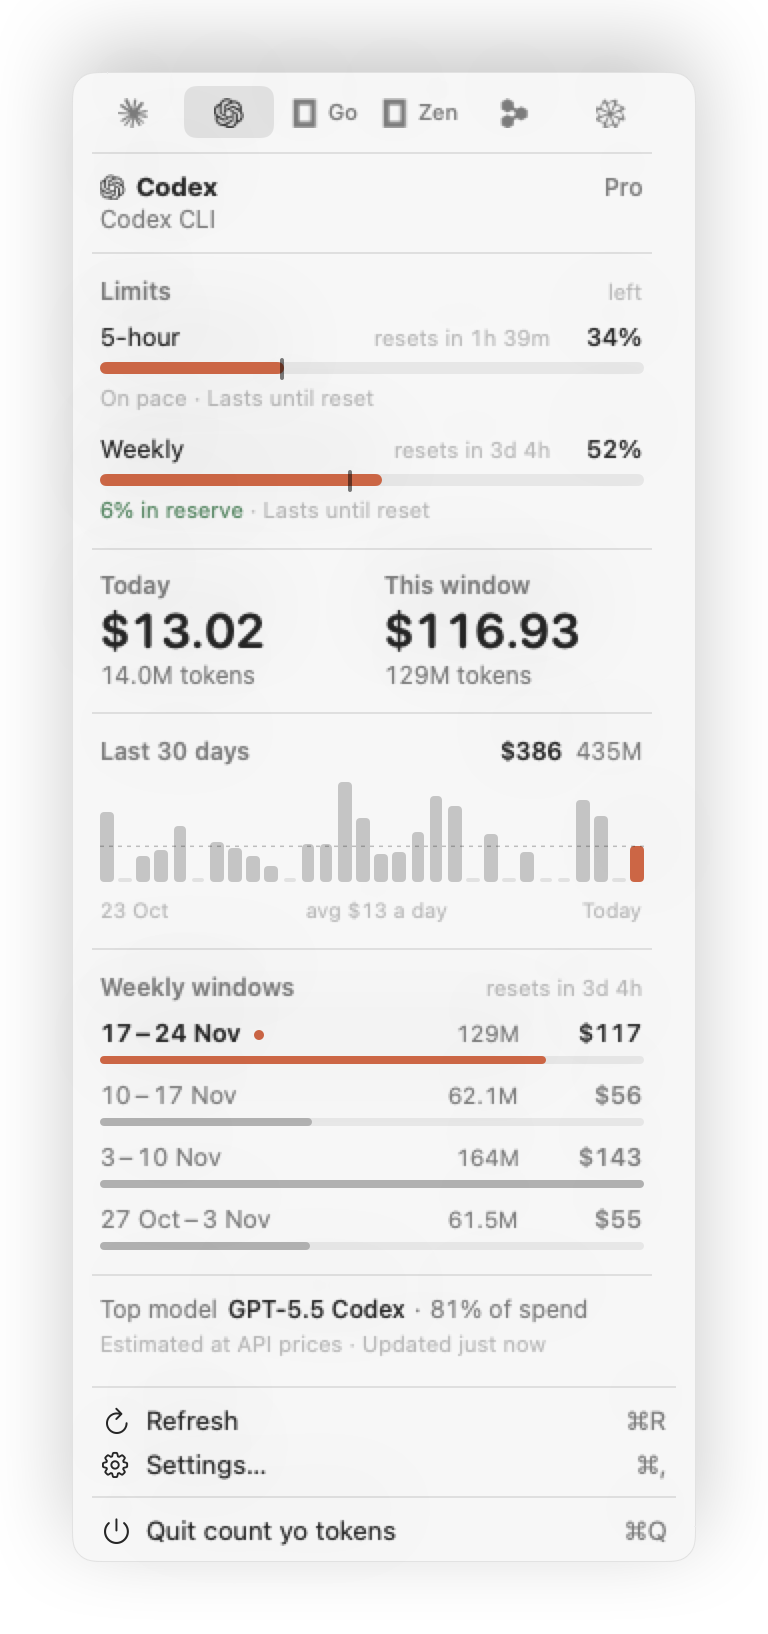 Go Zen
Codex Pro
Codex CLI
Limits left
5-hour resets in 1h 39m 34%
On pace · Lasts until reset
Weekly resets in 3d 4h 52%
6% in reserve · Lasts until reset
Today This window
$13.02 $116.93
14.0M tokens 129M tokens
Last 30 days $386 435M
23 Oct avg $13 a day Today
Weekly windows resets in 3d 4h
17–24 Nov 129M $117
10–17 Nov 62.1M $56
3–10 Nov 164M $143
27 Oct–3 Nov 61.5M $55
Top model GPT-5.5 Codex · 81% of spend
Estimated at API prices · Updated just now
Refresh ⌘R
Settings... ⌘,
Quit count yo tokens ⌘Q